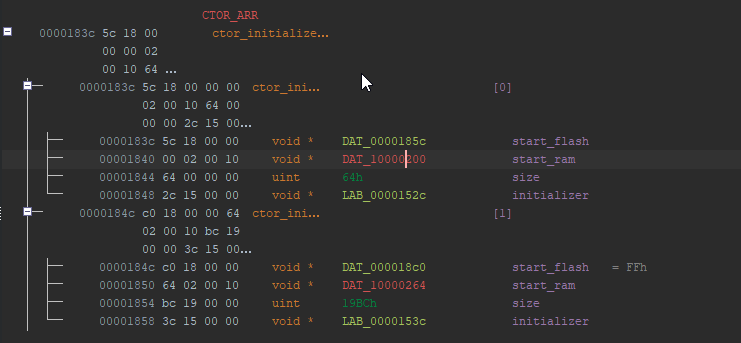 CTOR_ARR
0000183c 5c 18 00 ctor_initialize...
00 00 02
00 10 64 ...
0000183c 5c 18 00 00 00 ctor_ini... [0]
02 00 10 64 00
00 00 2c 15 00...
0000183c 5c 18 00 00 void * DAT_0000185c start_flash
00001840 00 02 00 10 void * DAT_10000200 start_ram
00001844 64 00 00 00 uint 64h size
00001848 2c 15 00 00 void * LAB_0000152c initializer
0000184c c0 18 00 00 64 ctor_ini... [1]
02 00 10 bc 19
00 00 3c 15 00...
0000184c c0 18 00 00 void * DAT_000018c0 start_flash = FFh
00001850 64 02 00 10 void * DAT_10000264 start_ram
00001854 bc 19 00 00 uint 19BCh size
00001858 3c 15 00 00 void * LAB_0000153c initializer